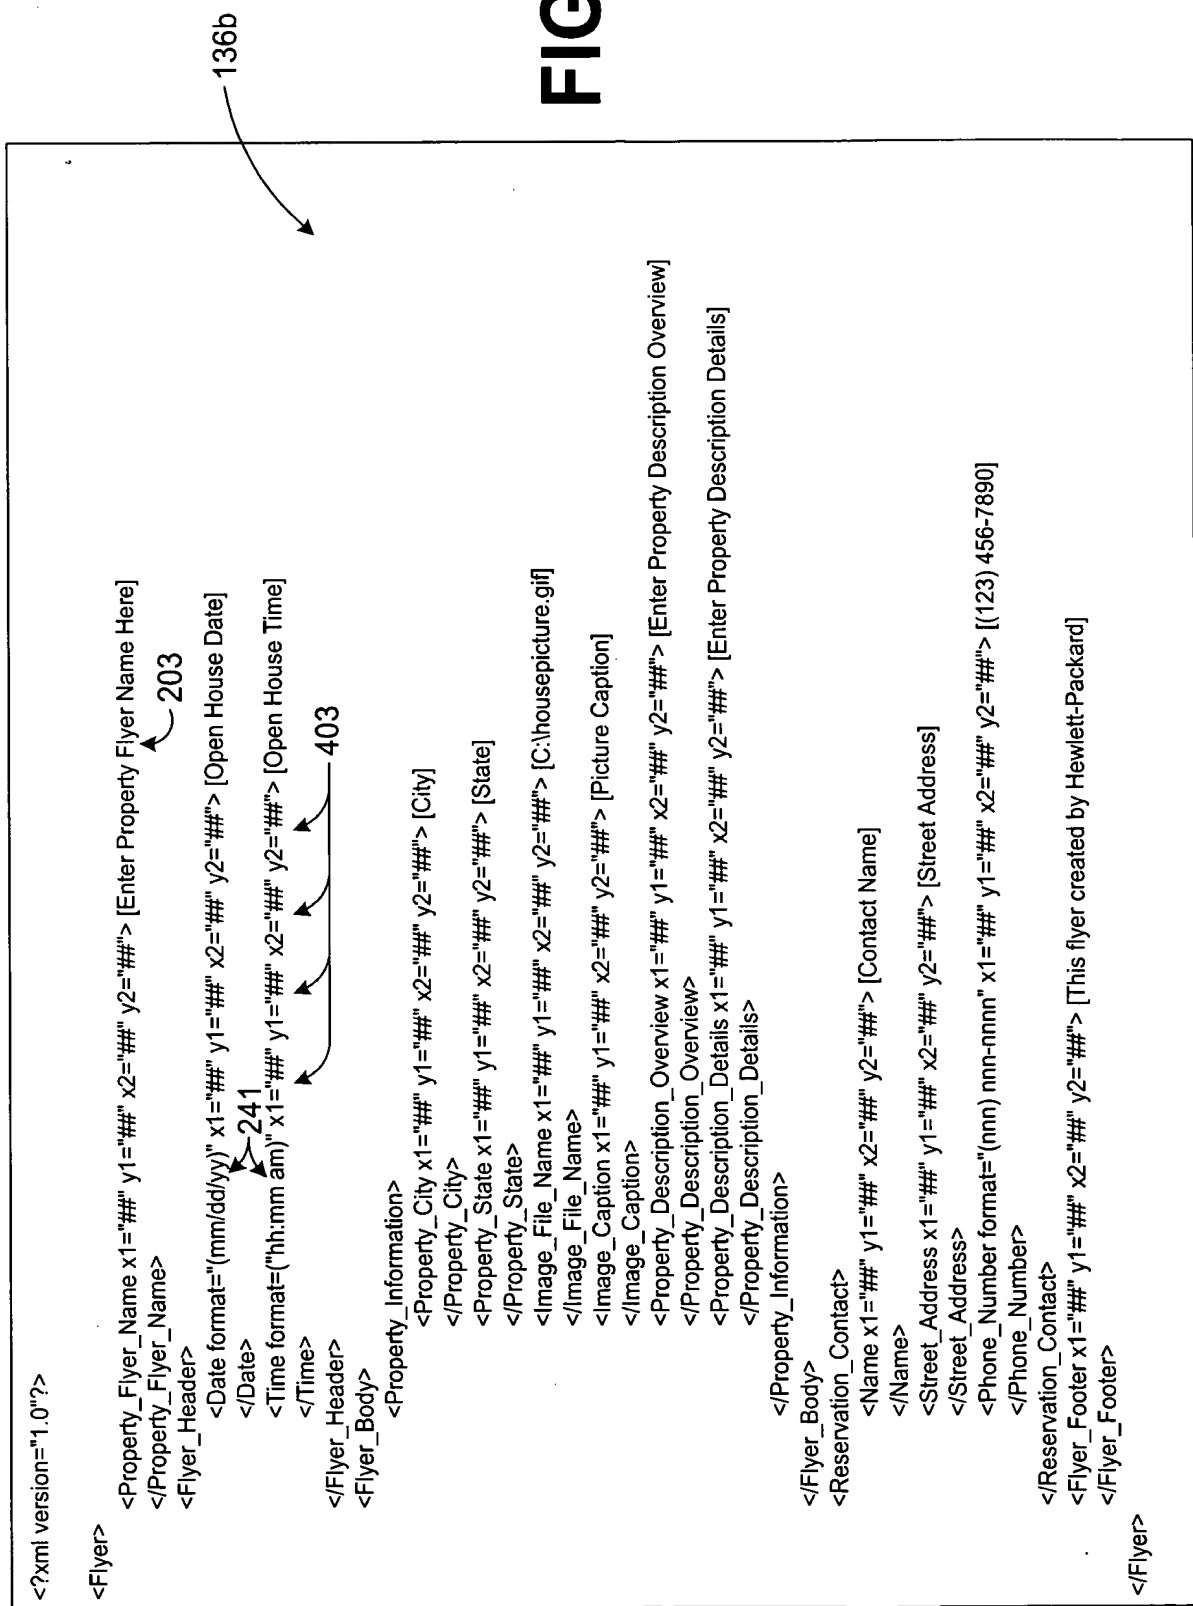 136b
FIG
<?xml version="1.0"?>
<Flyer>
<Property_Flyer_Name x1="##" y1="##" x2="##" y2="##"> [Enter Property Flyer Name Here]
</Property_Flyer_Name>
203
<Flyer_Header>
<Date format="(mm/dd/yy)" x1="##" y1="##" x2="##" y2="##"> [Open House Date]
</Date>
241
<Time format=("hh:mm am)" x1="##" y1="##" x2="##" y2="##"> [Open House Time]
</Time>
403
</Flyer_Header>
<Flyer_Body>
<Property_Information>
<Property_City x1="##" y1="##" x2="##" y2="##"> [City]
</Property_City>
<Property_State x1="##" y1="##" x2="##" y2="##"> [State]
</Property_State>
<Image_File_Name x1="##" y1="##" x2="##" y2="##"> [C:\housepicture.gif]
</Image_File_Name>
<Image_Caption x1="##" y1="##" x2="##" y2="##"> [Picture Caption]
</Image_Caption>
<Property_Description_Overview x1="##" y1="##" x2="##" y2="##"> [Enter Property Description Overview]
</Property_Description_Overview>
<Property_Description_Details x1="##" y1="##" x2="##" y2="##"> [Enter Property Description Details]
</Property_Description_Details>
</Property_Information>
</Flyer_Body>
<Reservation_Contact>
<Name x1="##" y1="##" x2="##" y2="##"> [Contact Name]
</Name>
<Street_Address x1="##" y1="##" x2="##" y2="##"> [Street Address]
</Street_Address>
<Phone_Number format="(nnn) nnn-nnnn" x1="##" y1="##" x2="##" y2="##"> [(123) 456-7890]
</Phone_Number>
</Reservation_Contact>
<Flyer_Footer x1="##" y1="##" x2="##" y2="##"> [This flyer created by Hewlett-Packard]
</Flyer_Footer>
</Flyer>